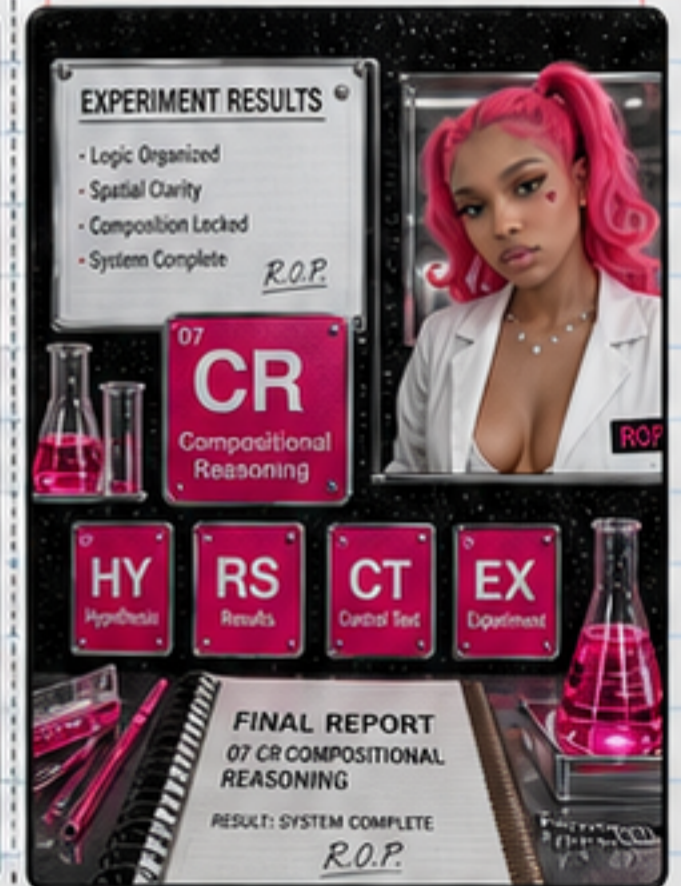 EXPERIMENT RESULTS
· Logic Organized
· Spatial Clarity
· Composition Locked
· System Complete
R.O.P.
07
CR
Compositional
Reasoning
ROP
HY
Hypothesis
RS
Results
CT
Control Test
EX
Experiment
FINAL REPORT
07 CR COMPOSITIONAL
REASONING
RESULT: SYSTEM COMPLETE
R.O.P.